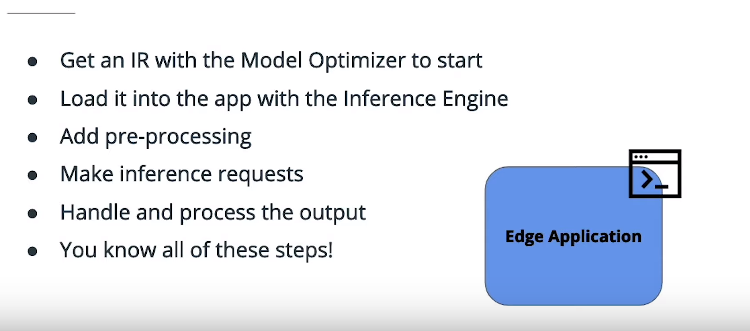 Get an IR with the Model Optimizer to start
Load it into the app with the Inference Engine
Add pre-processing
Make inference requests
Handle and process the output
You know all of these steps!
Edge Application